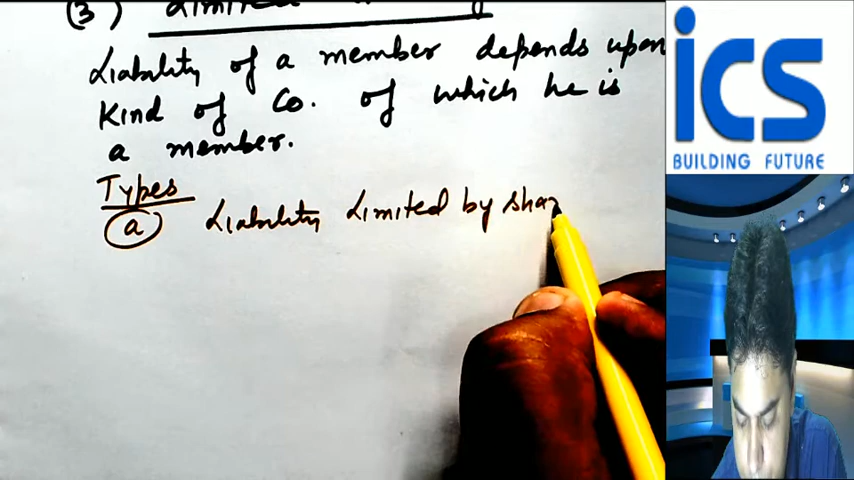 (3) Limited
Liability of a member depends upon
Kind of Co. of which he is
a member.
Types
a Liability Limited by shar
ics
BUILDING FUTURE